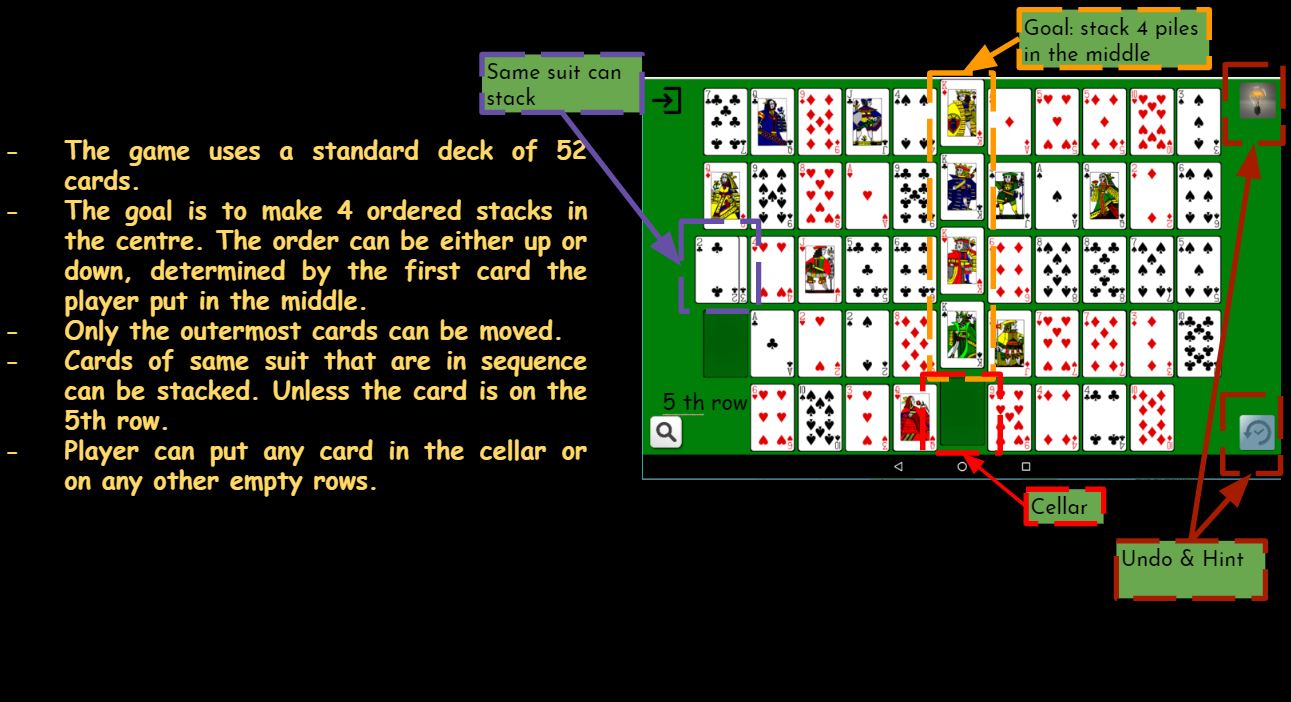 Goal: stack 4 piles
in the middle
Same suit can
stack
- The game uses a standard deck of 52
cards.
- The goal is to make 4 ordered stacks in
the centre. The order can be either up or
down, determined by the first card the
player put in the middle.
- Only the outermost cards can be moved.
- Cards of same suit that are in sequence
can be stacked. Unless the card is on the
5th row.
- Player can put any card in the cellar or
on any other empty rows.
5 th row
Cellar
Undo & Hint